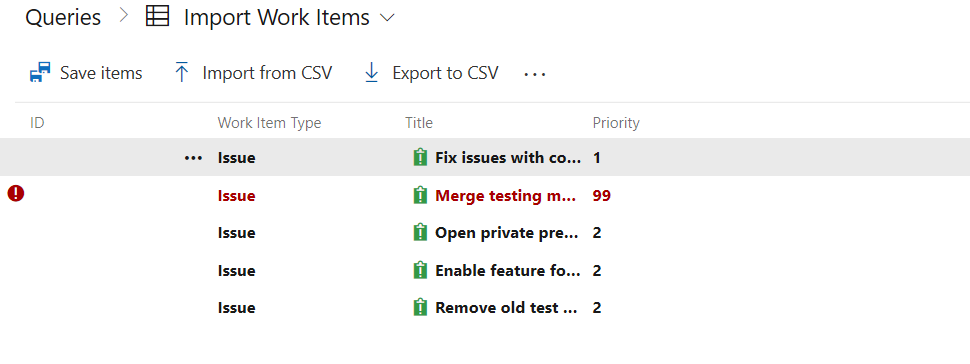 Queries > Import Work Items
Save items Import from CSV Export to CSV ...
ID Work Item Type Title Priority
... Issue Fix issues with co... 1
Issue Merge testing m... 99
Issue Open private pre... 2
Issue Enable feature fo... 2
Issue Remove old test ... 2